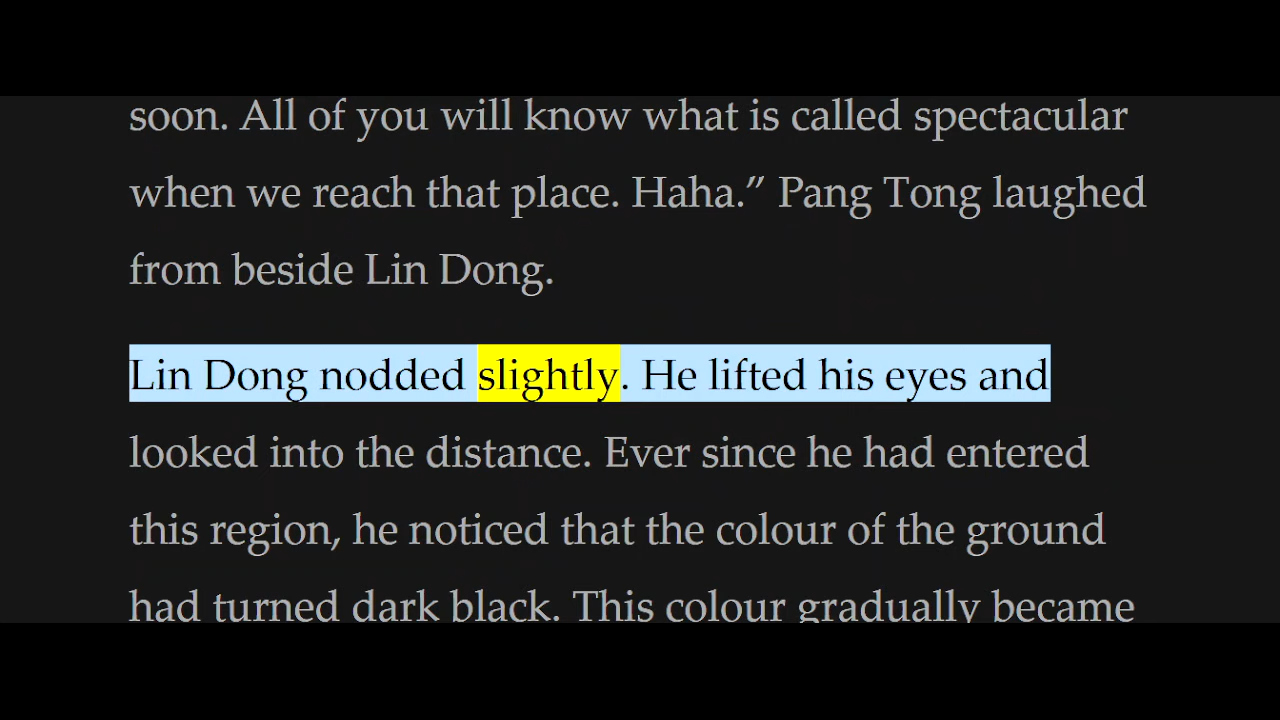 soon. All of you will know what is called spectacular
when we reach that place. Haha.” Pang Tong laughed
from beside Lin Dong.
Lin Dong nodded slightly. He lifted his eyes and
looked into the distance. Ever since he had entered
this region, he noticed that the colour of the ground
had turned dark black. This colour gradually became